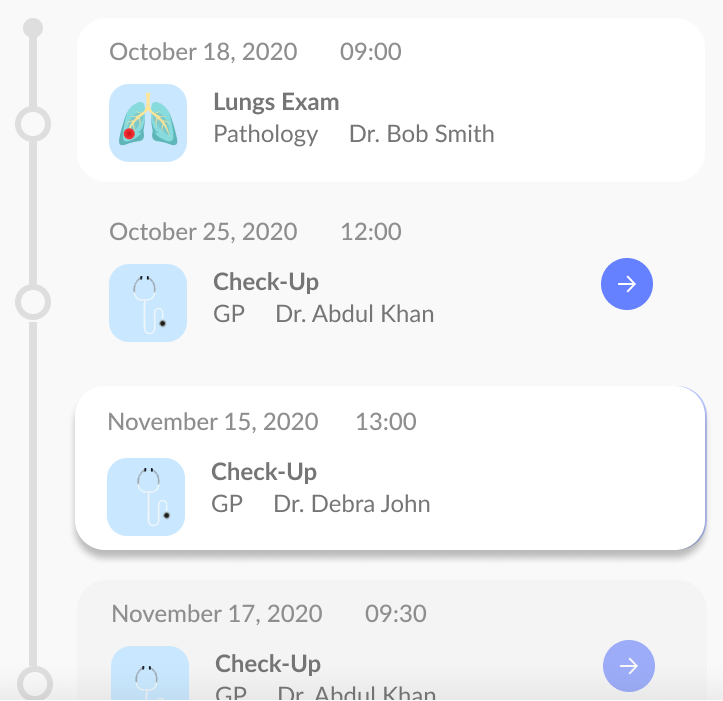 October 18, 2020 09:00
Lungs Exam
Pathology Dr. Bob Smith
October 25, 2020 12:00
Check-Up
GP Dr. Abdul Khan
November 15, 2020 13:00
Check-Up
GP Dr. Debra John
November 17, 2020 09:30
Check-Up
GP Dr. Abdul Khan